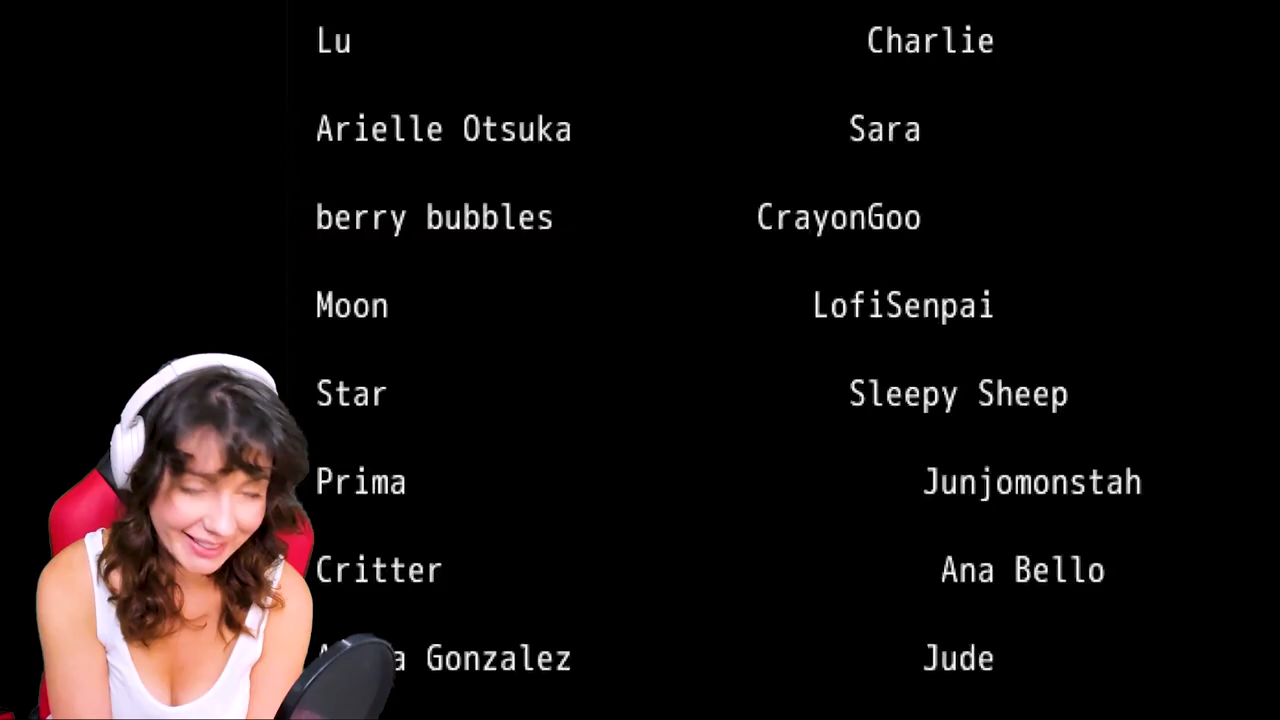 Lu Charlie
Arielle Otsuka Sara
berry bubbles CrayonGoo
Moon LofiSenpai
Star Sleepy Sheep
Prima Junjomonstah
Critter Ana Bello
Gonzalez Jude